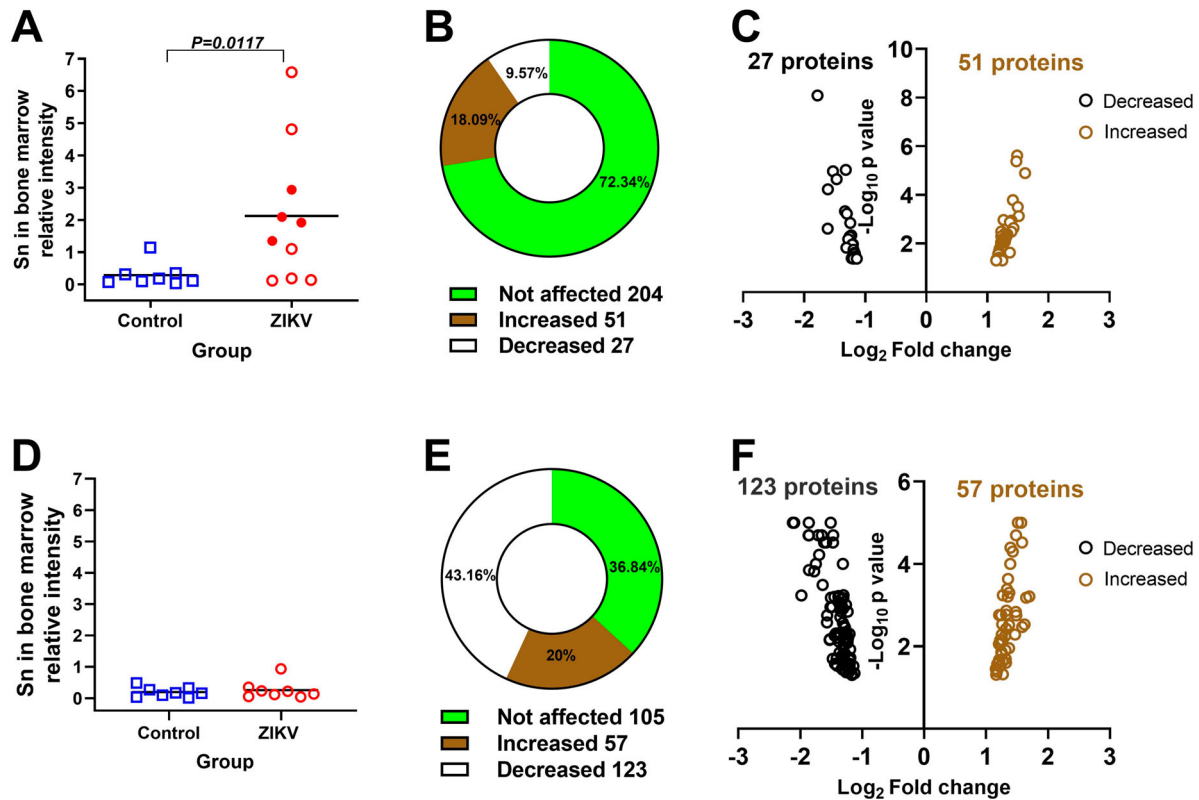 A
P=0.0117
Sn in bone marrow
relative intensity
7
6
5
4
3
2
1
0
Control
ZIKV
Group
B
9.57%
18.09%
72.34%
Not affected 204
Increased 51
Decreased 27
C
27 proteins
51 proteins
Decreased
Increased
-Log10 p value
10
8
6
4
2
-3
-2
-1
0
1
2
3
Log2 Fold change
D
Sn in bone marrow
relative intensity
7
6
5
4
3
2
1
0
Control
ZIKV
Group
E
43.16%
36.84%
20%
Not affected 105
Increased 57
Decreased 123
F
123 proteins
57 proteins
Decreased
Increased
-Log10 p value
6
4
2
-3
-2
-1
0
1
2
3
Log2 Fold change